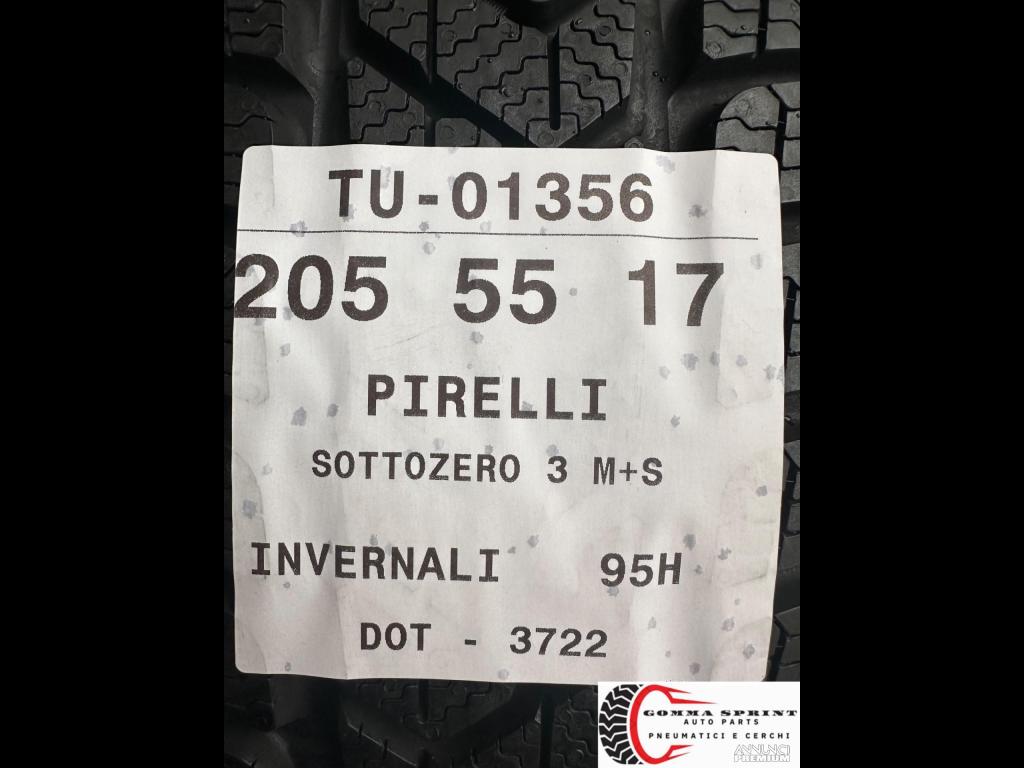 TU-01356
205 55 17
PIRELLI
SOTTOZERO 3 M+S
INVERNALI 95H
DOT - 3722
GOMMA SPRINT
AUTO PARTS
PNEUMATICI E CERCHI
ANNUNCI
PREMIUM